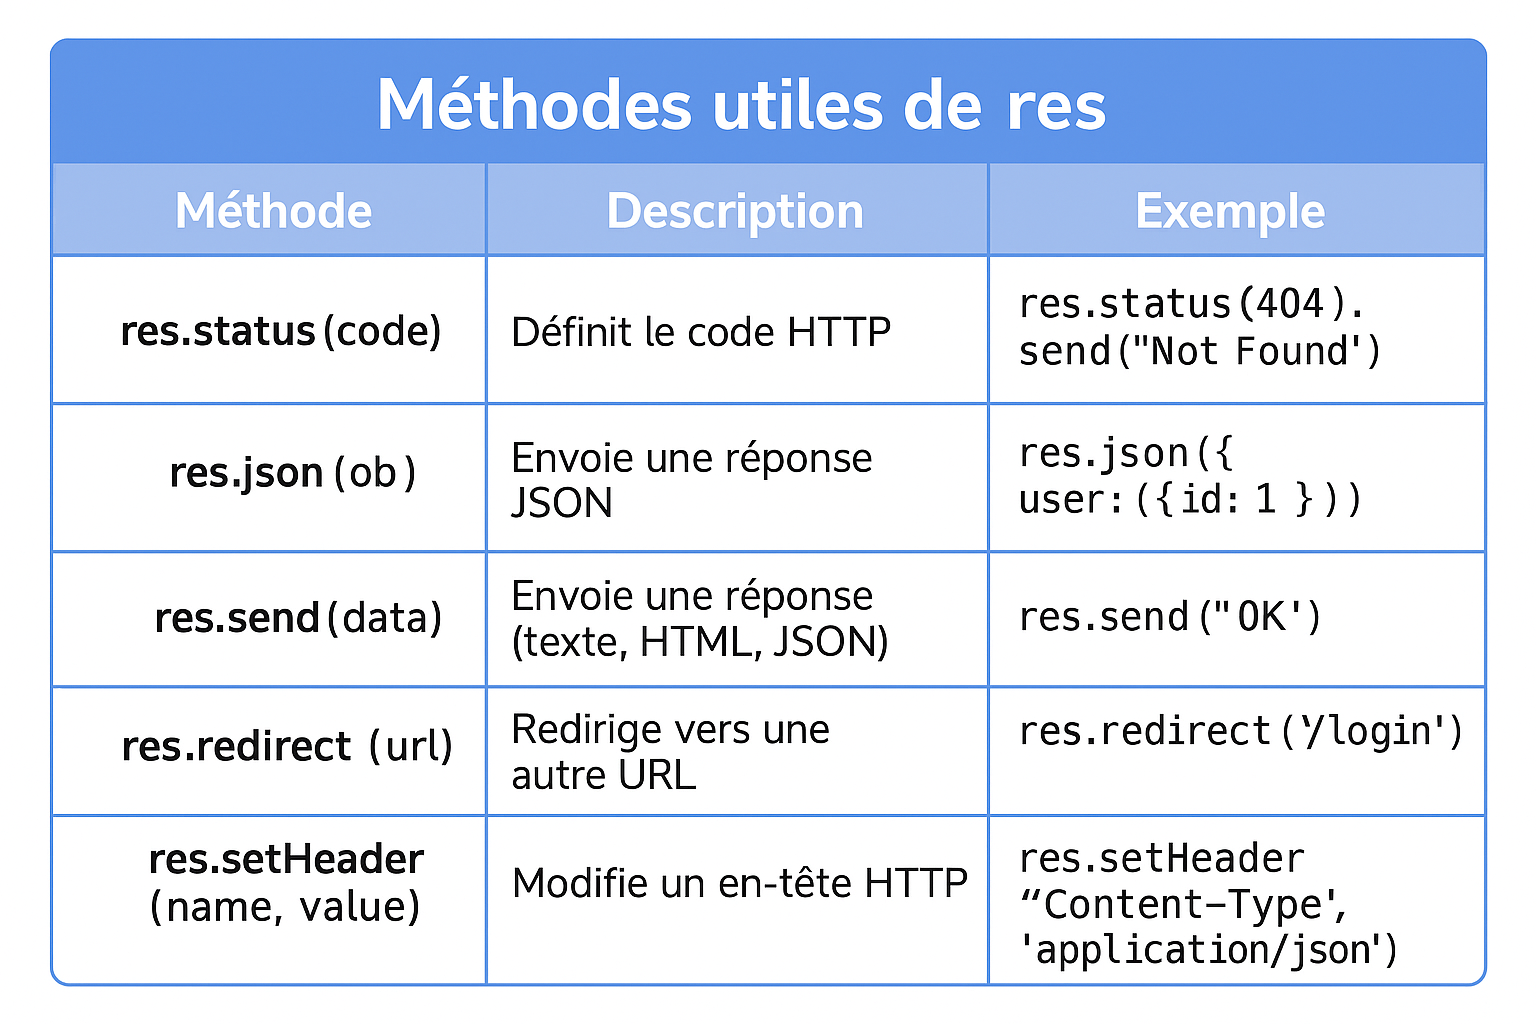 Méthodes utiles de res
Méthode
Description
Exemple
res.status(code)
Définit le code HTTP
res.status(404).
send("Not Found')
res.json(ob)
Envoie une réponse
JSON
res.json({
user:({id: 1 }))
res.send(data)
Envoie une réponse
(texte, HTML, JSON)
res.send("OK')
res.redirect (url)
Redirige vers une
autre URL
res.redirect('/login')
res.setHeader
(name, value)
Modifie un en-tête HTTP
res.setHeader
“Content–Type',
'application/json')